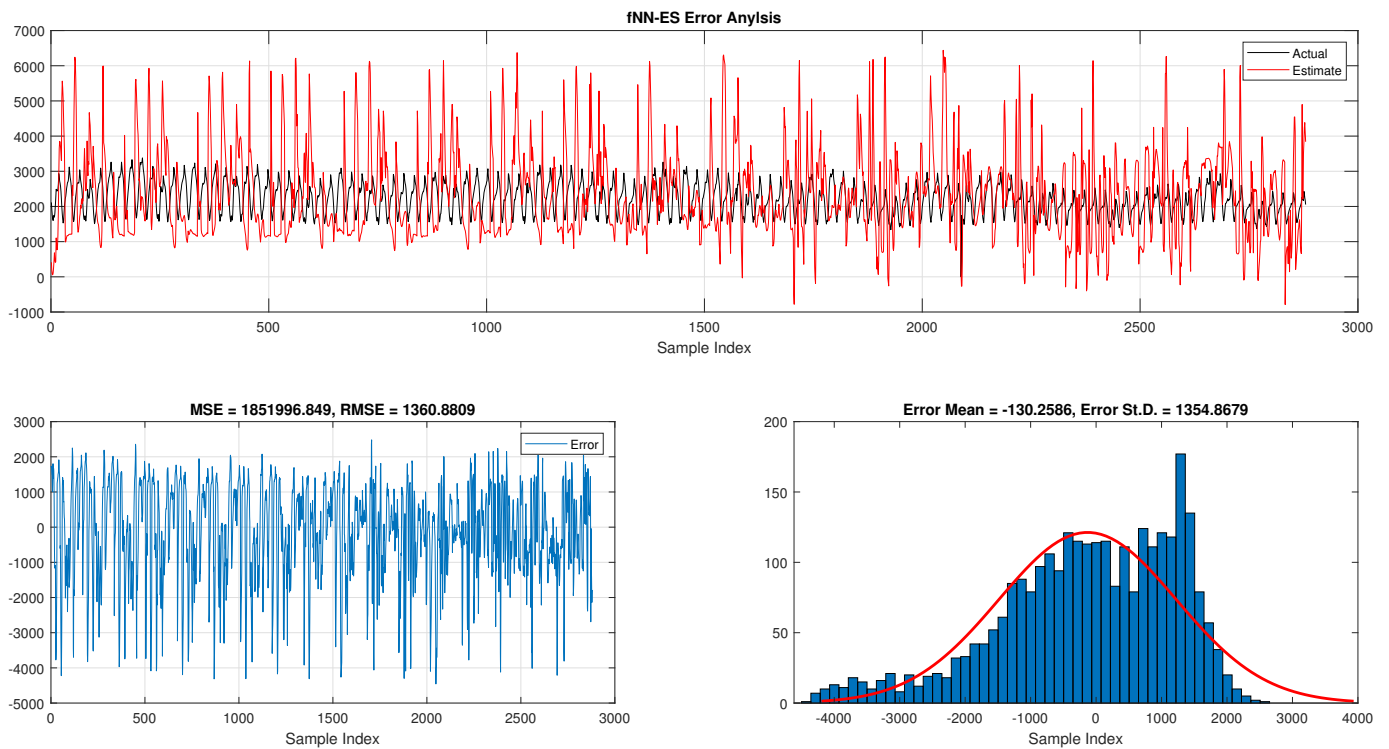 fNN-ES Error Anylsis
7000
6000
5000
4000
3000
2000
1000
0
-1000
Actual
Estimate
0 500 1000 1500 2000 2500 3000
Sample Index
MSE = 1851996.849, RMSE = 1360.8809
3000
2000
1000
0
-1000
-2000
-3000
-4000
-5000
Error
0 500 1000 1500 2000 2500 3000
Sample Index
Error Mean = -130.2586, Error St.D. = 1354.8679
200
150
100
50
0
-4000 -3000 -2000 -1000 0 1000 2000 3000 4000
Sample Index